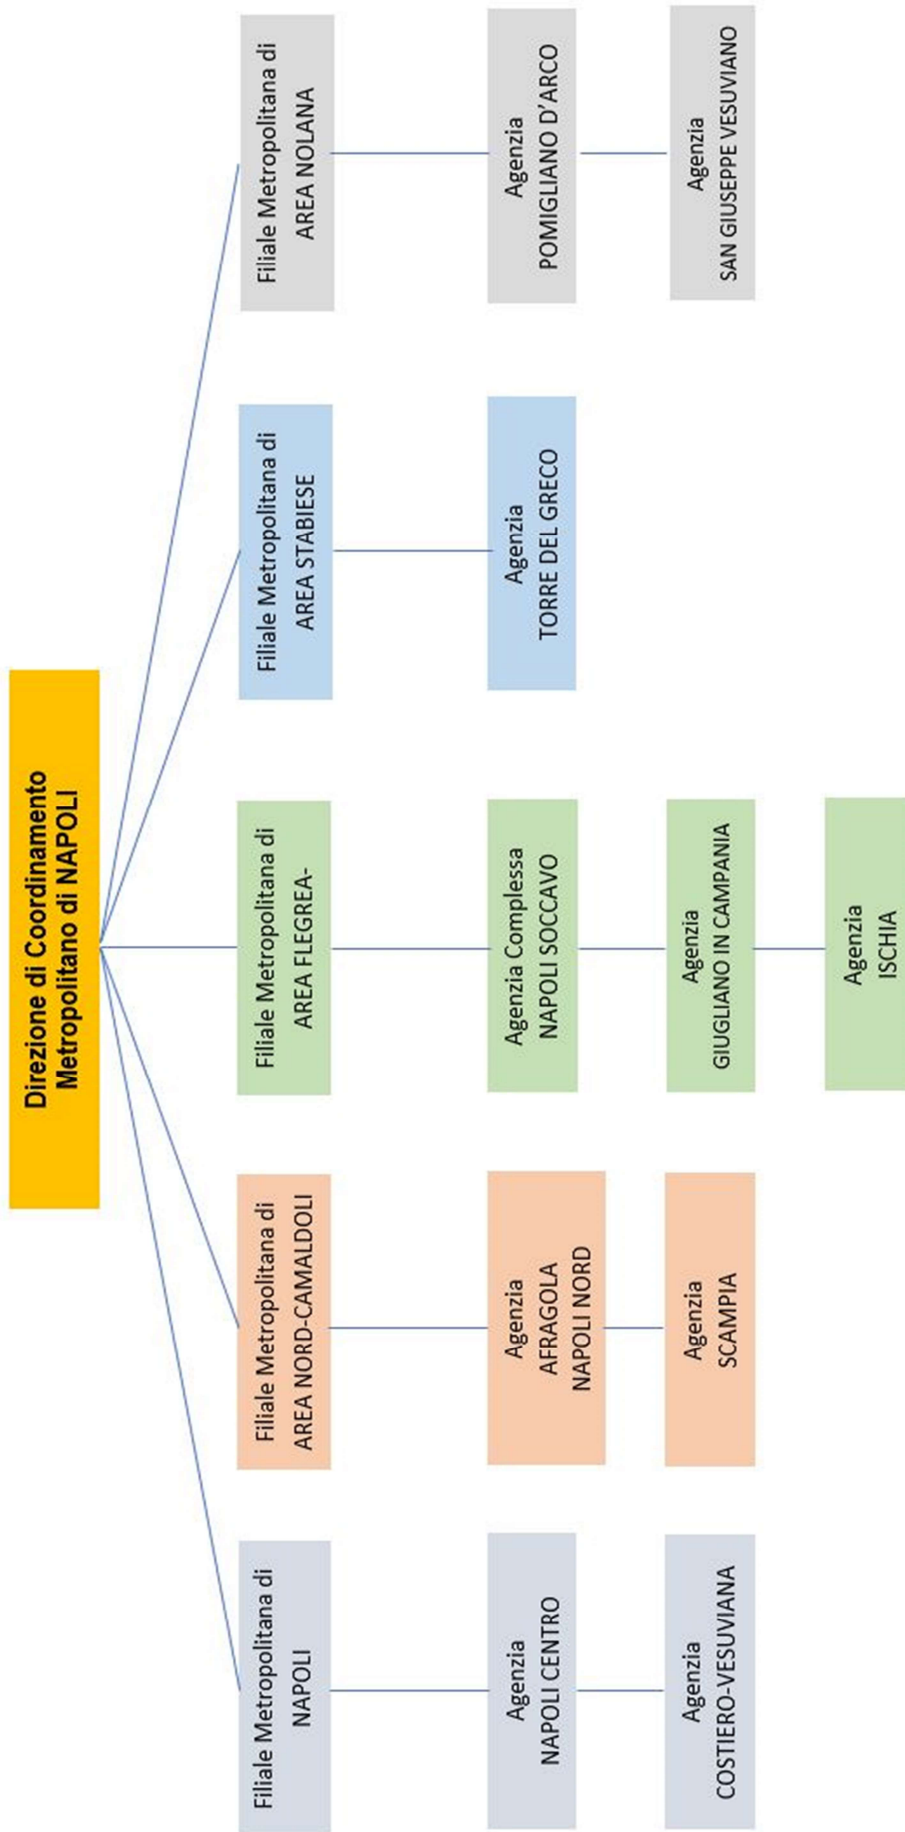 Direzione di Coordinamento
Metropolitano di NAPOLI
Filiale Metropolitana di
NAPOLI
Filiale Metropolitana di
AREA NORD-CAMALDOLI
Filiale Metropolitana di
AREA FLEGREA-
Filiale Metropolitana di
AREA STABIESE
Filiale Metropolitana di
AREA NOLANA
Agenzia
NAPOLI CENTRO
Agenzia
AFRAGOLA
NAPOLI NORD
Agenzia Complessa
NAPOLI SOCCAVO
Agenzia
TORRE DEL GRECO
Agenzia
POMIGLIANO D'ARCO
Agenzia
COSTIERO-VESUVIANA
Agenzia
SCAMPIA
Agenzia
GIUGLIANO IN CAMPANIA
Agenzia
SAN GIUSEPPE VESUVIANO
Agenzia
ISCHIA